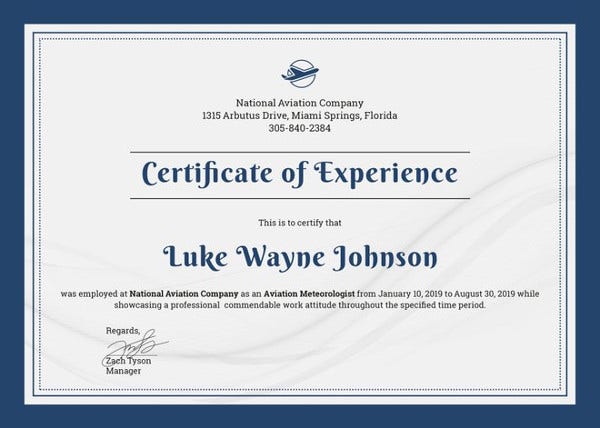 National Aviation Company
1315 Arbutus Drive, Miami Springs, Florida
305-840-2384
Certificate of Experience
This is to certify that
Luke Wayne Johnson
was employed at National Aviation Company as an Aviation Meteorologist from January 10, 2019 to August 30, 2019 while
showcasing a professional commendable work attitude throughout the specified time period.
Regards,
Zach Tyson
Manager